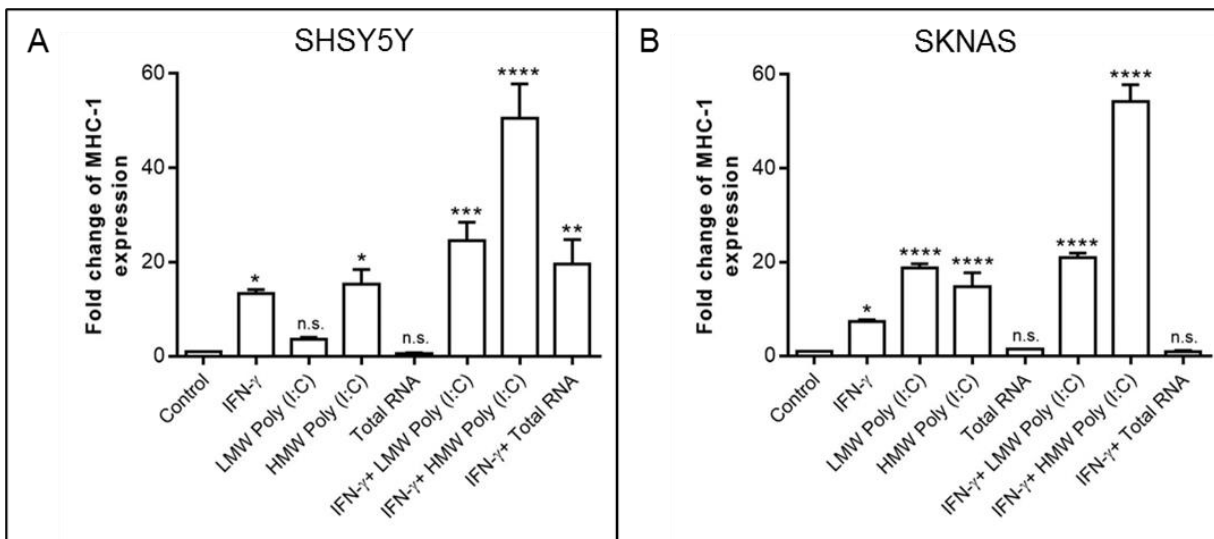 A
SHSY5Y
Fold change of MHC-1
expression
60
40
20
0
*
n.s.
*
n.s.
***
****
**
Control
IFN-γ
LMW Poly (I:C)
HMW Poly (I:C)
Total RNA
IFN-γ+ LMW Poly (I:C)
IFN-γ+ HMW Poly (I:C)
IFN-γ+ Total RNA
B
SKNAS
Fold change of MHC-1
expression
60
40
20
0
*
****
****
n.s.
****
****
n.s.
Control
IFN-γ
LMW Poly (I:C)
HMW Poly (I:C)
Total RNA
IFN-γ+ LMW Poly (I:C)
IFN-γ+ HMW Poly (I:C)
IFN-γ+ Total RNA